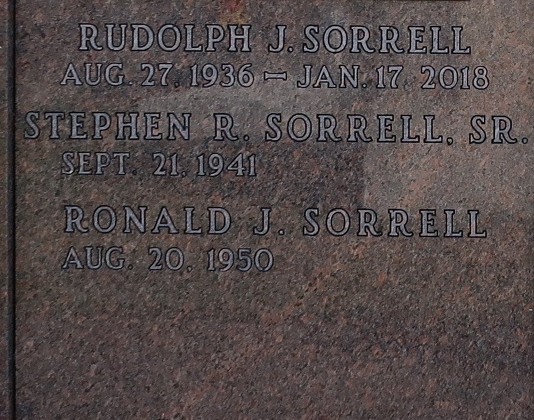 RUDOLPH J. SORRELL
AUG. 27, 1936 – JAN. 17, 2018
STEPHEN R. SORRELL, SR.
SEPT. 21, 1941
RONALD J. SORRELL
AUG. 20, 1950